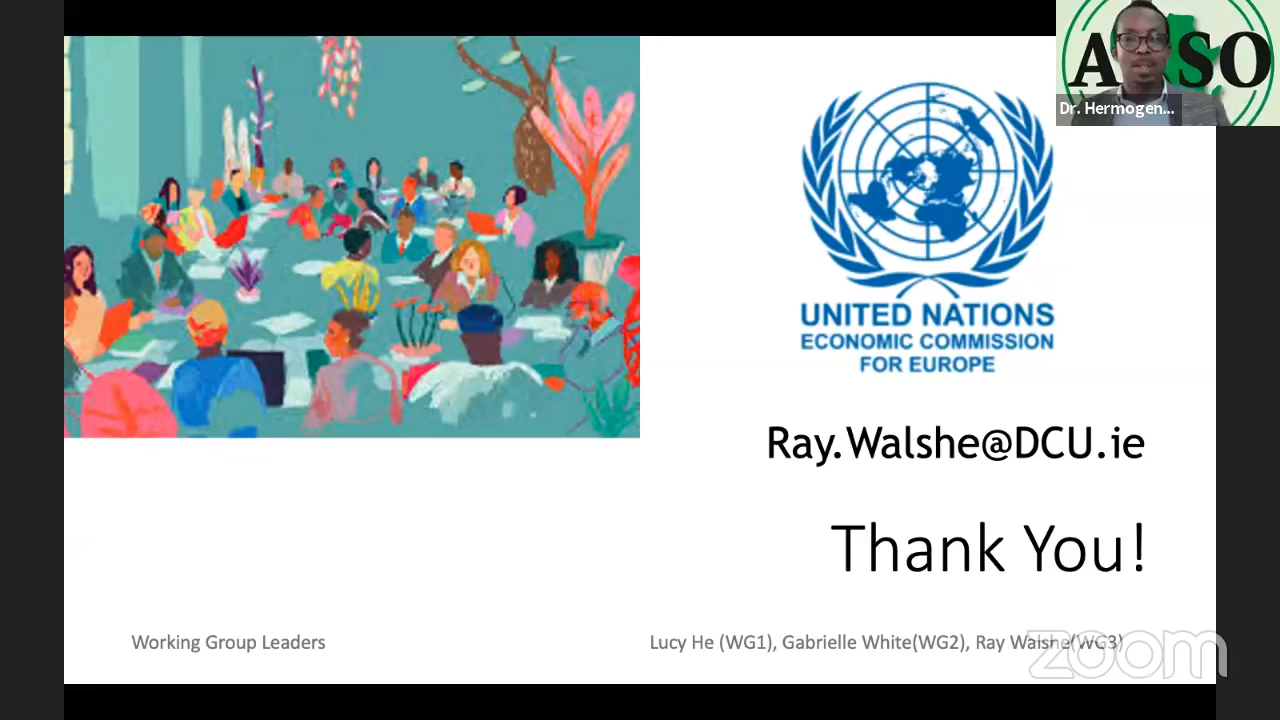 A SO
Dr. Hermogen...
UNITED NATIONS
ECONOMIC COMMISSION
FOR EUROPE
Ray.Walshe@DCU.ie
Thank You!
Working Group Leaders
Lucy He (WG1), Gabrielle White(WG2), Ray Walshe(WG3)
zoom